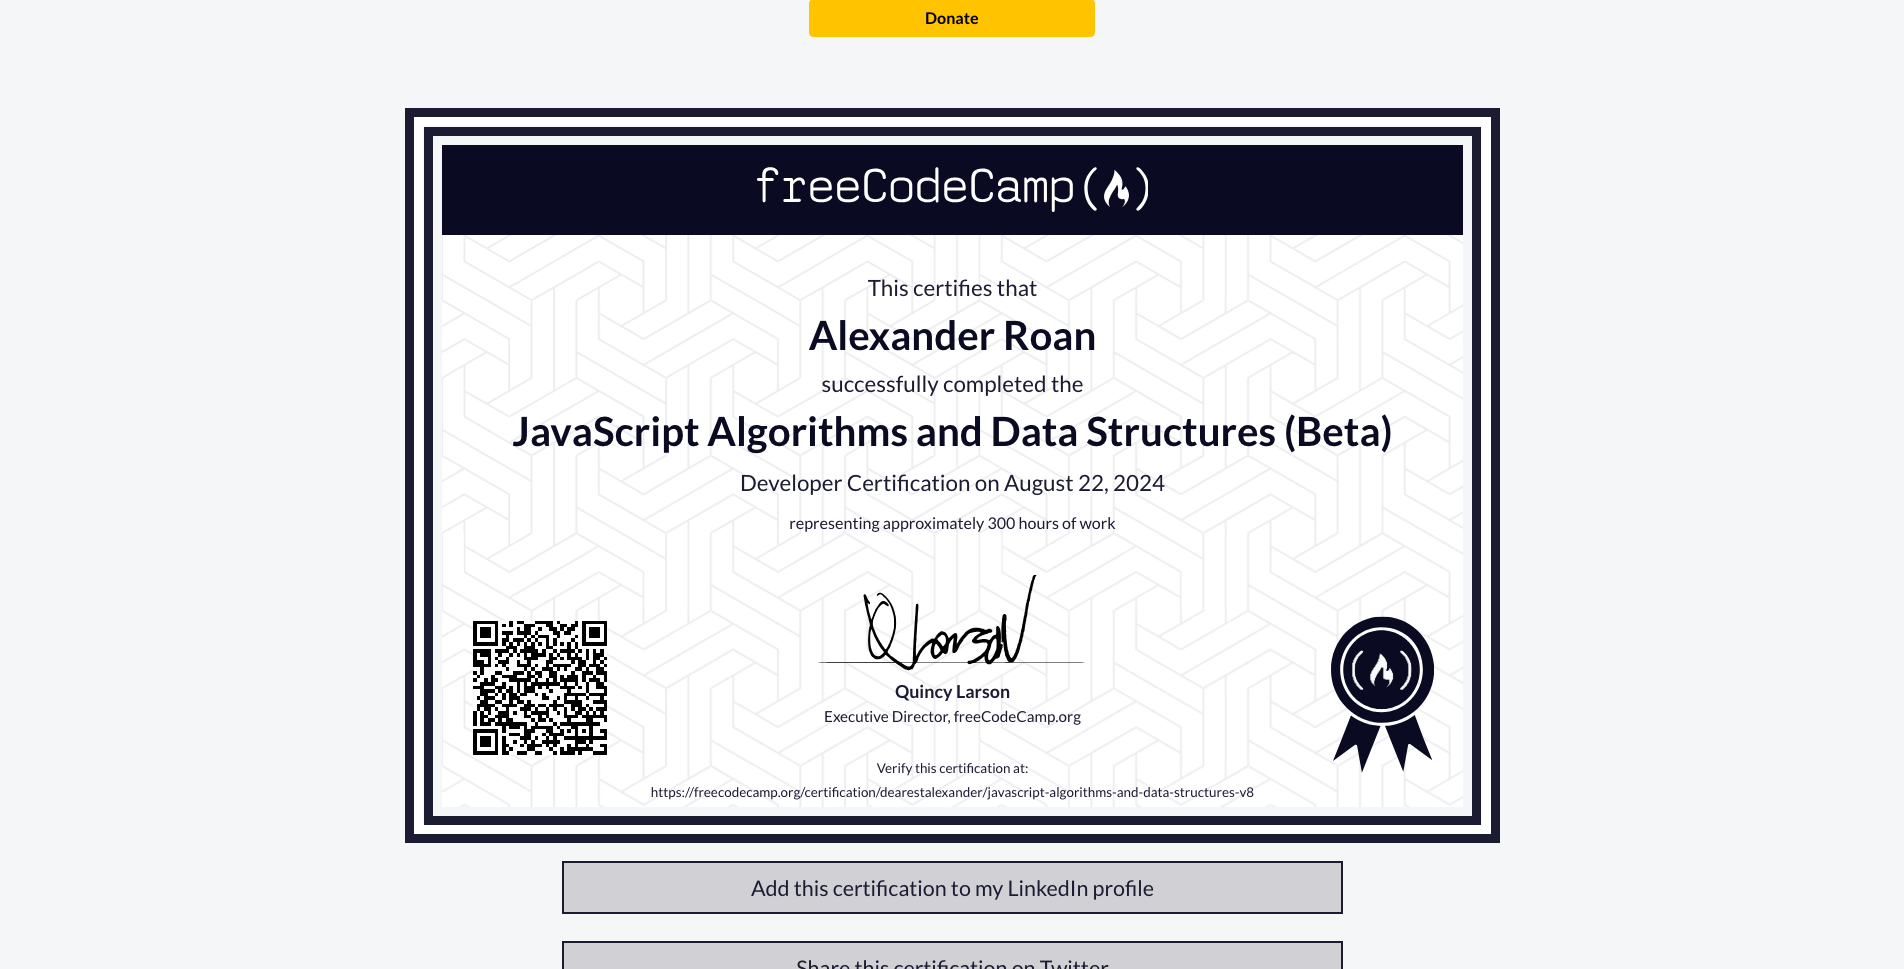 Donate
freeCodeCamp
This certifies that
Alexander Roan
successfully completed the
JavaScript Algorithms and Data Structures (Beta)
Developer Certification on August 22, 2024
representing approximately 300 hours of work
Quincy Larson
Executive Director, freeCodeCamp.org
Verify this certification at:
https://freecodecamp.org/certification/dearestalexander/javascript-algorithms-and-data-structures-v8
Add this certification to my LinkedIn profile
Share this certification on Twitter